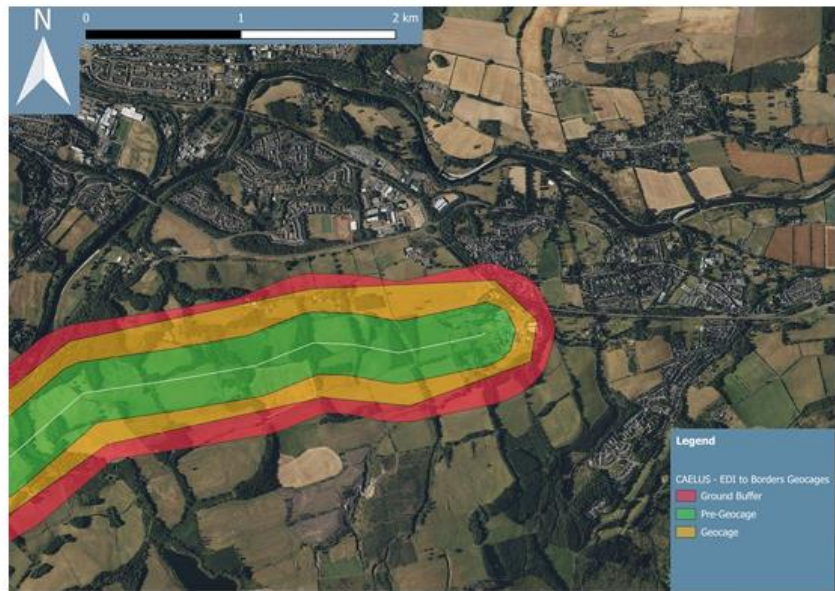 N
0 1 2 km
Legend
CAELUS - EDI to Borders Geocages
Ground Buffer
Pre-Geocage
Geocage